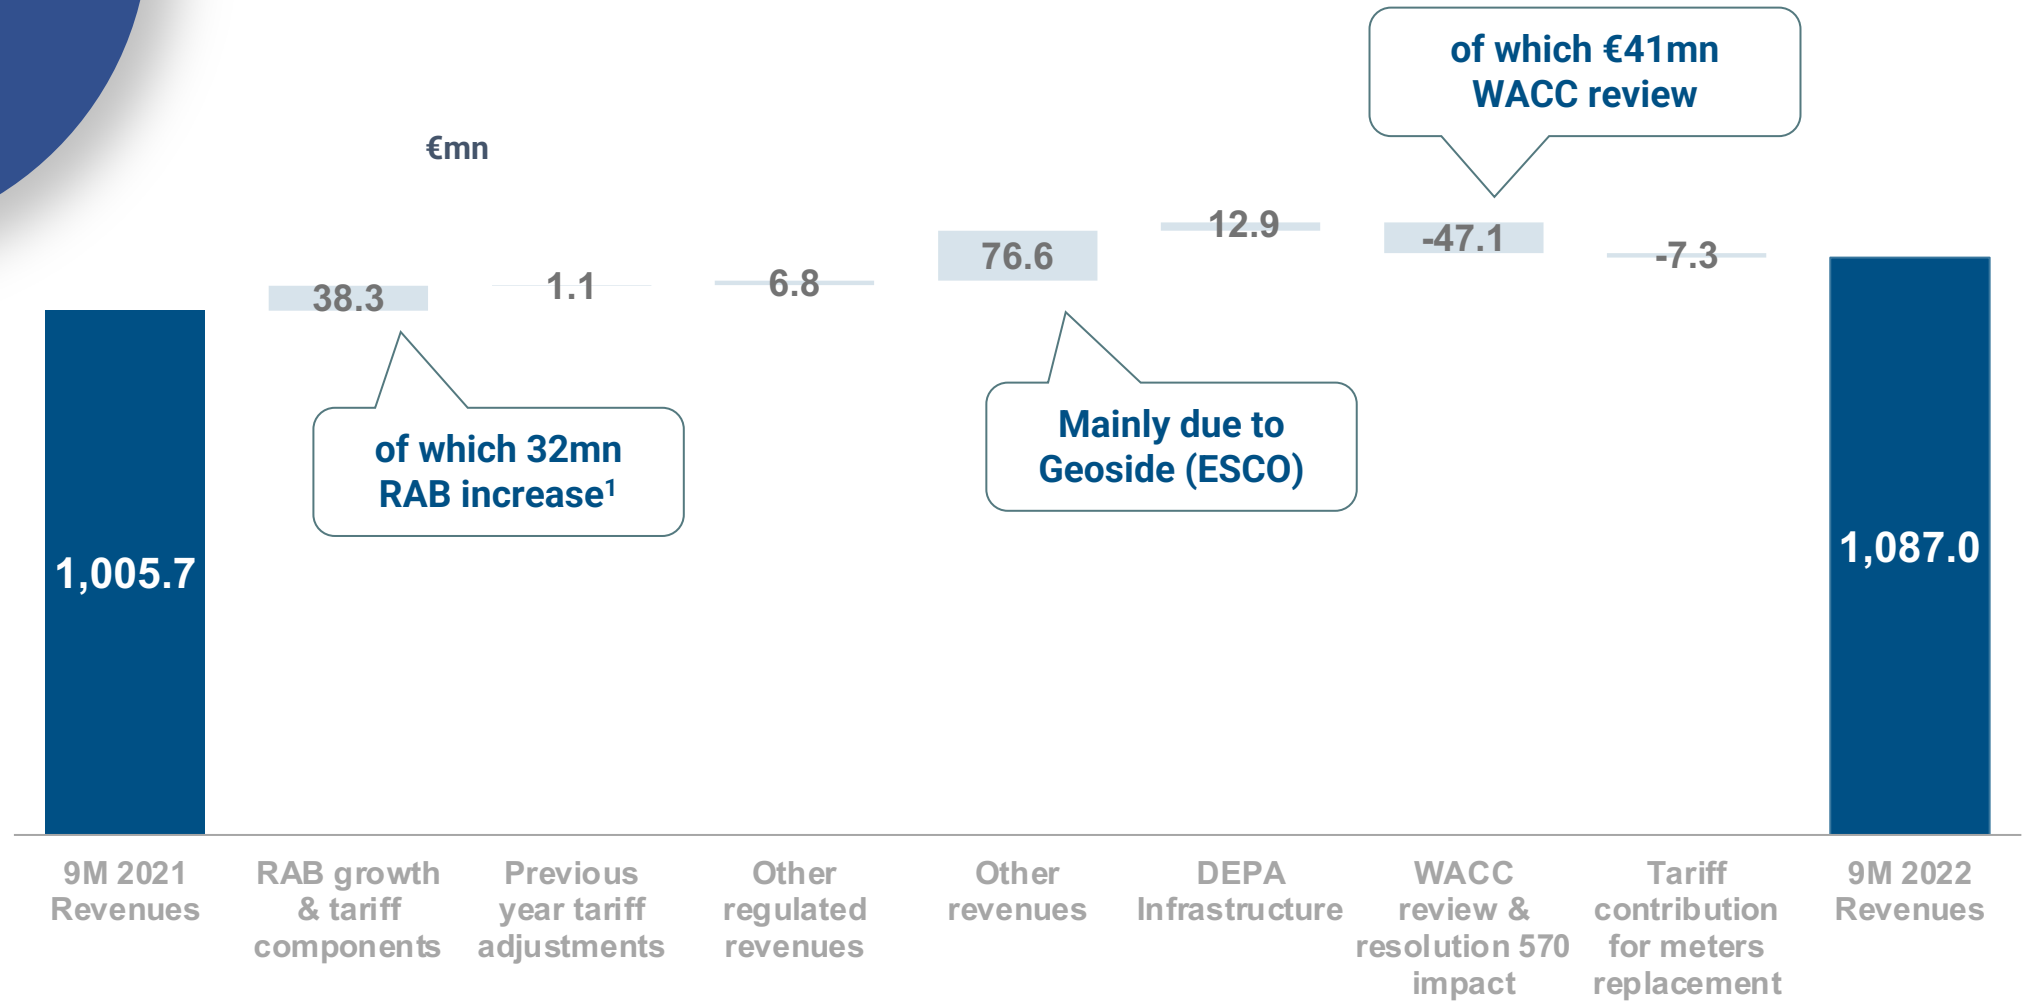 of which €41mn
WACC review
€mn
38.3
1.1
6.8
76.6
12.9
-47.1
-7.3
of which 32mn
RAB increase¹
Mainly due to
Geoside (ESCO)
1,005.7
1,087.0
9M 2021
Revenues
RAB growth
& tariff
components
Previous
year tariff
adjustments
Other
regulated
revenues
Other
revenues
DEPA
Infrastructure
WACC
review &
resolution 570
impact
Tariff
contribution
for meters
replacement
9M 2022
Revenues